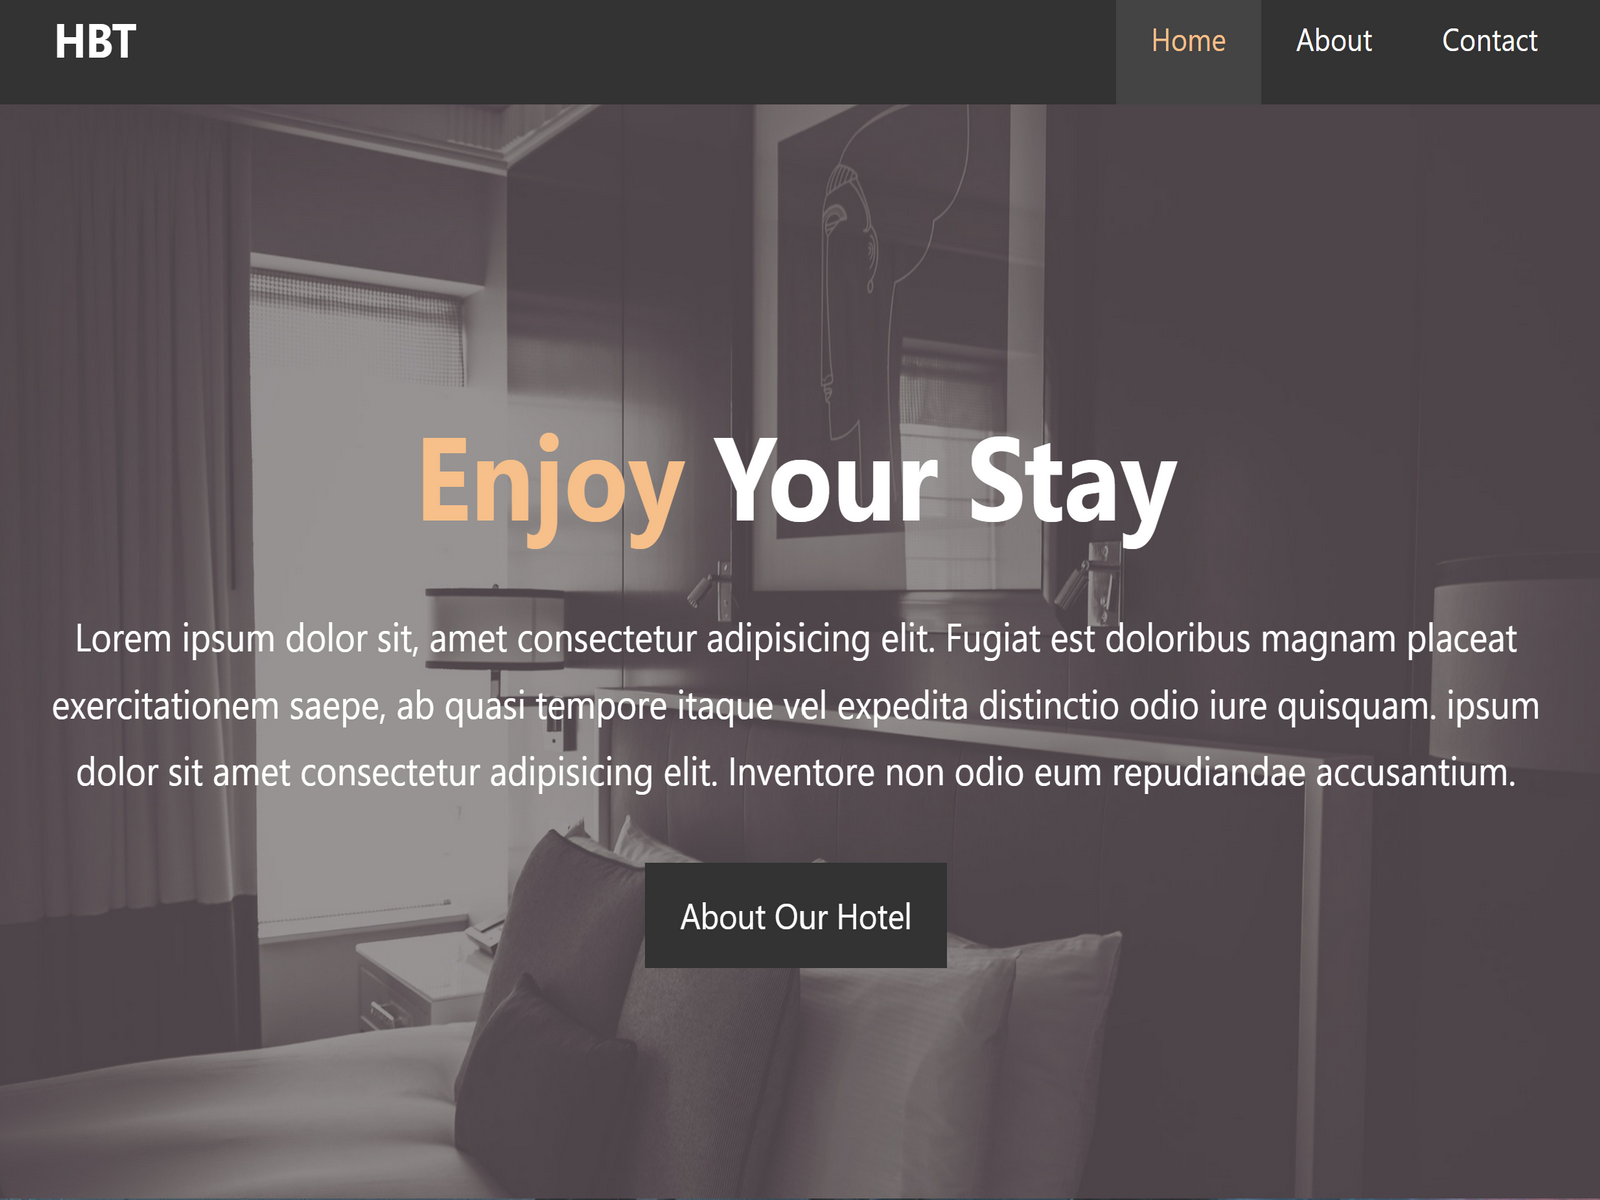 HBT
Home
About
Contact
Enjoy Your Stay
Lorem ipsum dolor sit, amet consectetur adipisicing elit. Fugiat est doloribus magnam placeat
exercitationem saepe, ab quasi tempore itaque vel expedita distinctio odio iure quisquam. ipsum
dolor sit amet consectetur adipisicing elit. Inventore non odio eum repudiandae accusantium.
About Our Hotel